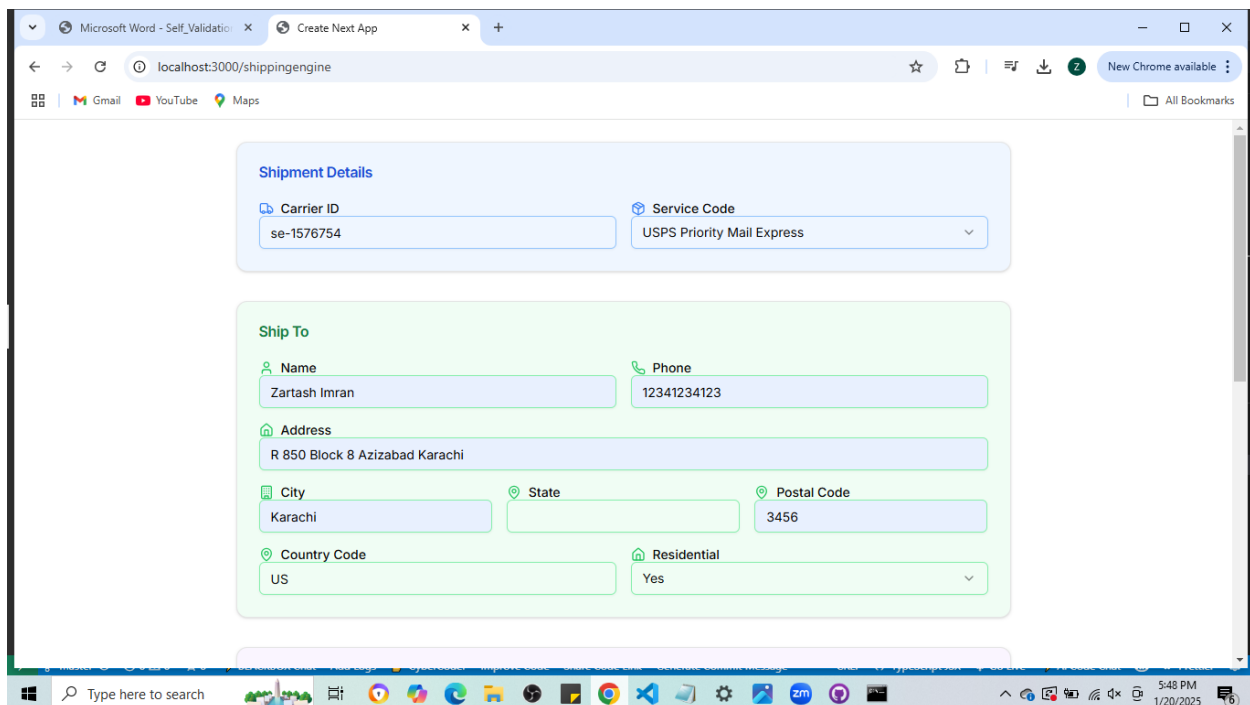 Microsoft Word - Self_Validatio
Create Next App
localhost:3000/shippingengine
Z
New Chrome available
Gmail
YouTube
Maps
All Bookmarks
Shipment Details
Carrier ID
Service Code
se-1576754
USPS Priority Mail Express
Ship To
Name
Phone
Zartash Imran
12341234123
Address
R 850 Block 8 Azizabad Karachi
City
State
Postal Code
Karachi
3456
Country Code
Residential
US
Yes
Type here to search
zm
5:48 PM
1/20/2025
6